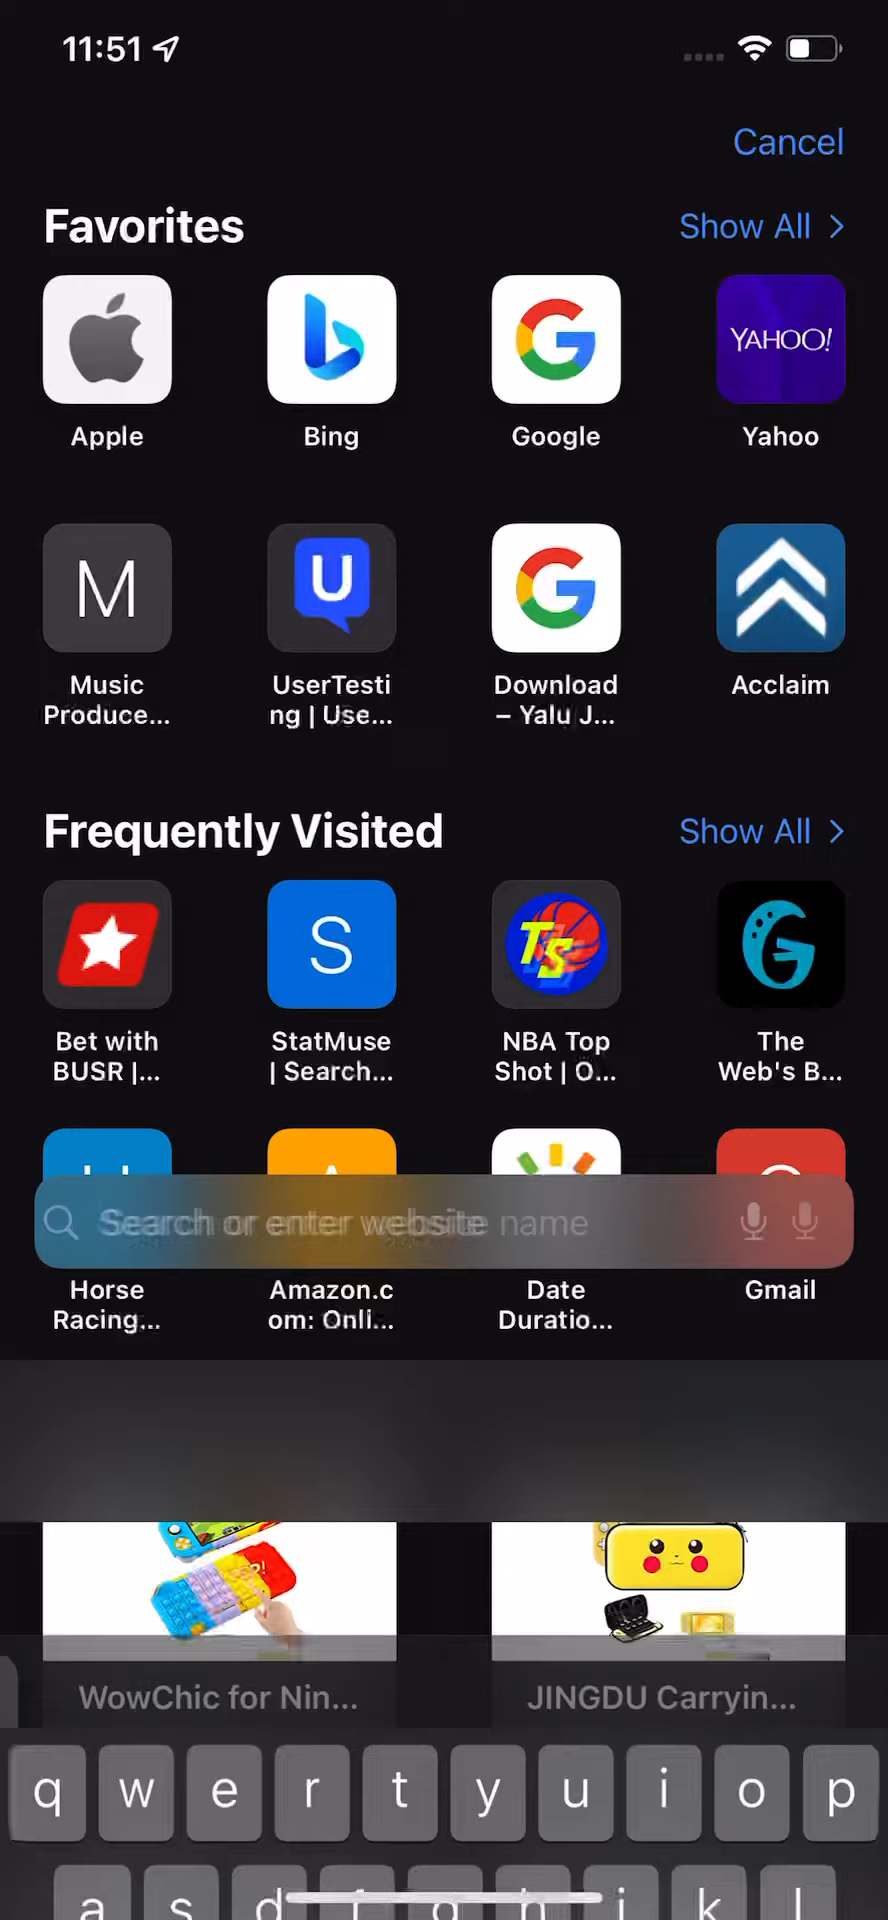 11:51
Cancel
Favorites
Show All
YAHOO!
Apple
Bing
Google
Yahoo
M
U
Music
Produce...
UserTesti
ng | Use...
Download
– Yalu J...
Acclaim
Frequently Visited
Show All
S
TS
G
Bet with
BUSR |...
StatMuse
| Search...
NBA Top
Shot | O...
The
Web's B...
Search or enter website name
Horse
Racing...
Amazon.c
om: Onli...
Date
Duratio...
Gmail
WowChic for Nin...
JINGDU Carryin...
q w e r t y u i o p
a s d f g h j k l